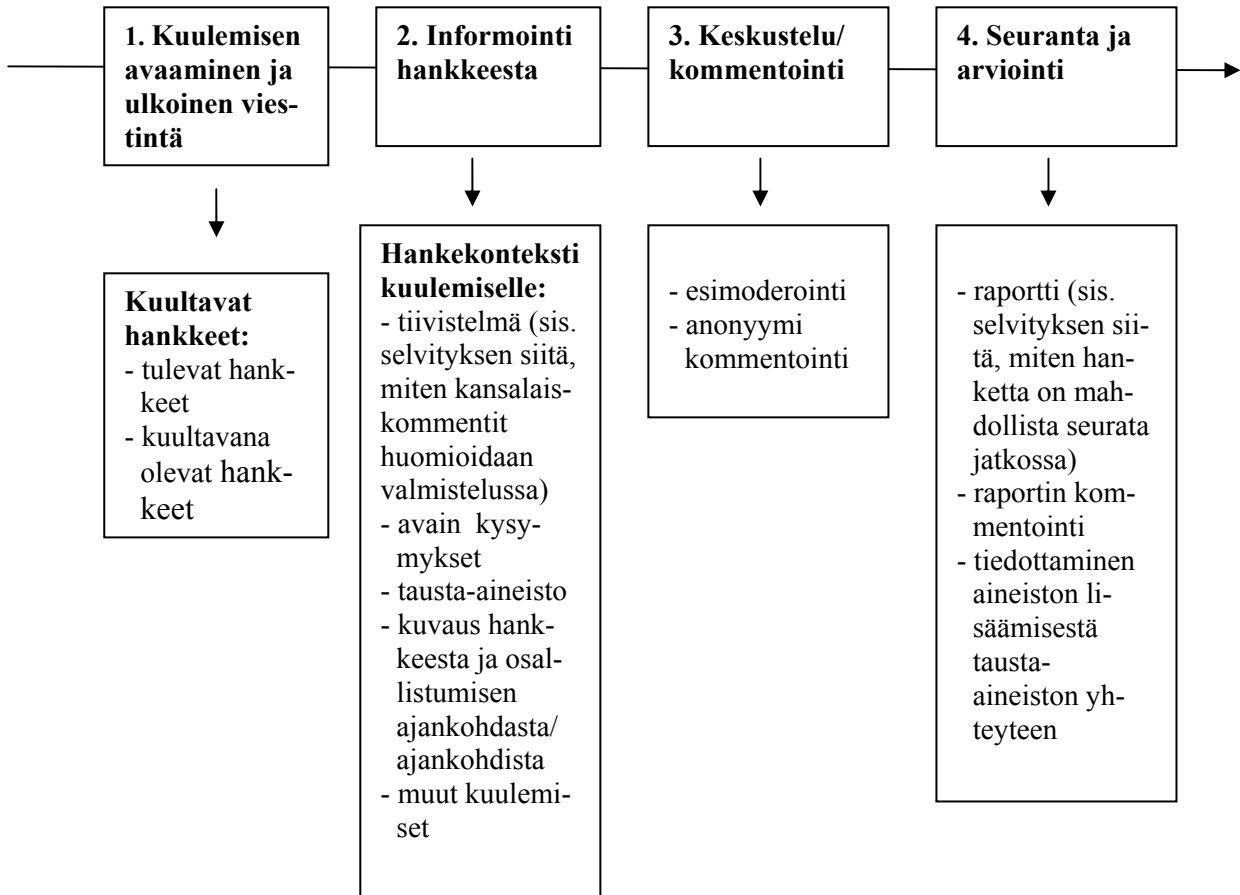 1. Kuulemisen
avaaminen ja
ulkoinen vies-
tintä
2. Informointi
hankkeesta
3. Keskustelu/
kommentointi
4. Seuranta ja
arviointi
Kuultavat
hankkeet:
- tulevat hank-
keet
- kuultavana
olevat hank-
keet
Hankekonteksti
kuulemiselle:
- tiivistelmä (sis.
selvityksen siitä,
miten kansalais-
kommentit
huomioidaan
valmistelussa)
- avain kysy-
mykset
- tausta-aineisto
- kuvaus hank-
keesta ja osal-
listumisen
ajankohdasta/
ajankohdista
- muut kuulemi-
set
- esimoderointi
- anonyymi
kommentointi
- raportti (sis.
selvityksen sii-
tä, miten han-
ketta on mah-
dollista seurata
jatkossa)
- raportin kom-
mentointi
- tiedottaminen
aineiston li-
säämisestä
tausta-
aineiston yh-
teyteen